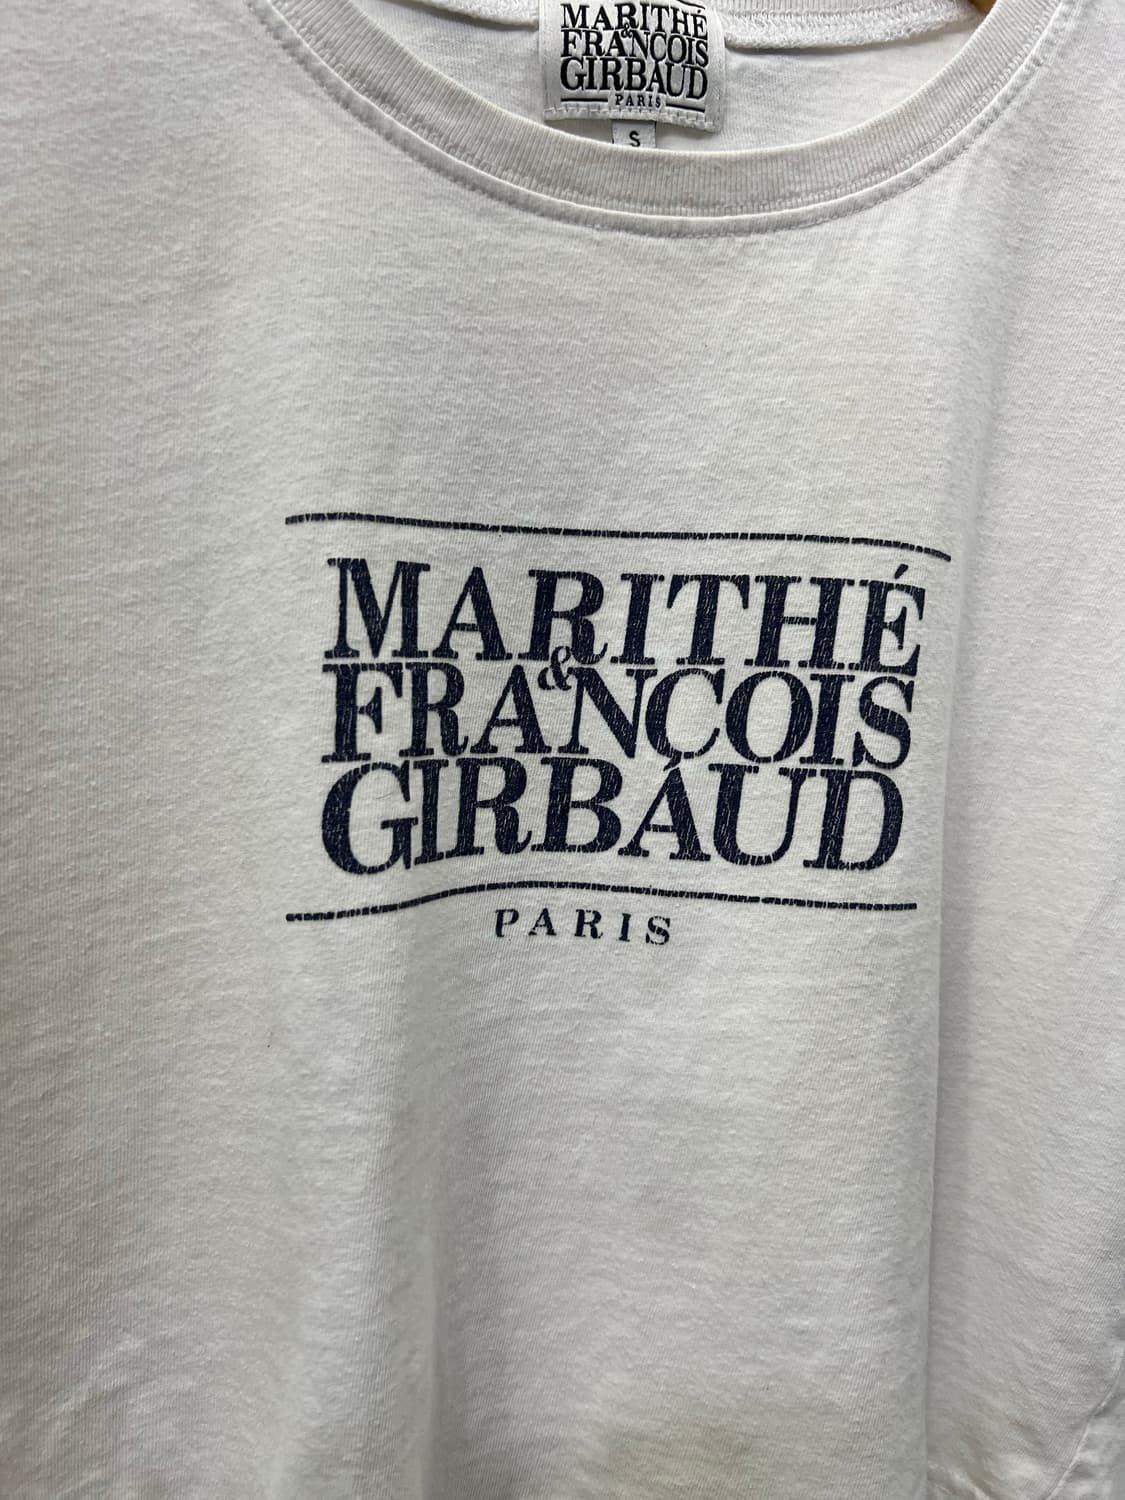 MARITHÉ
&
FRANÇOIS
GIRBAUD
PARIS
S
MARITHÉ
&
FRANÇOIS
GIRBAUD
PARIS